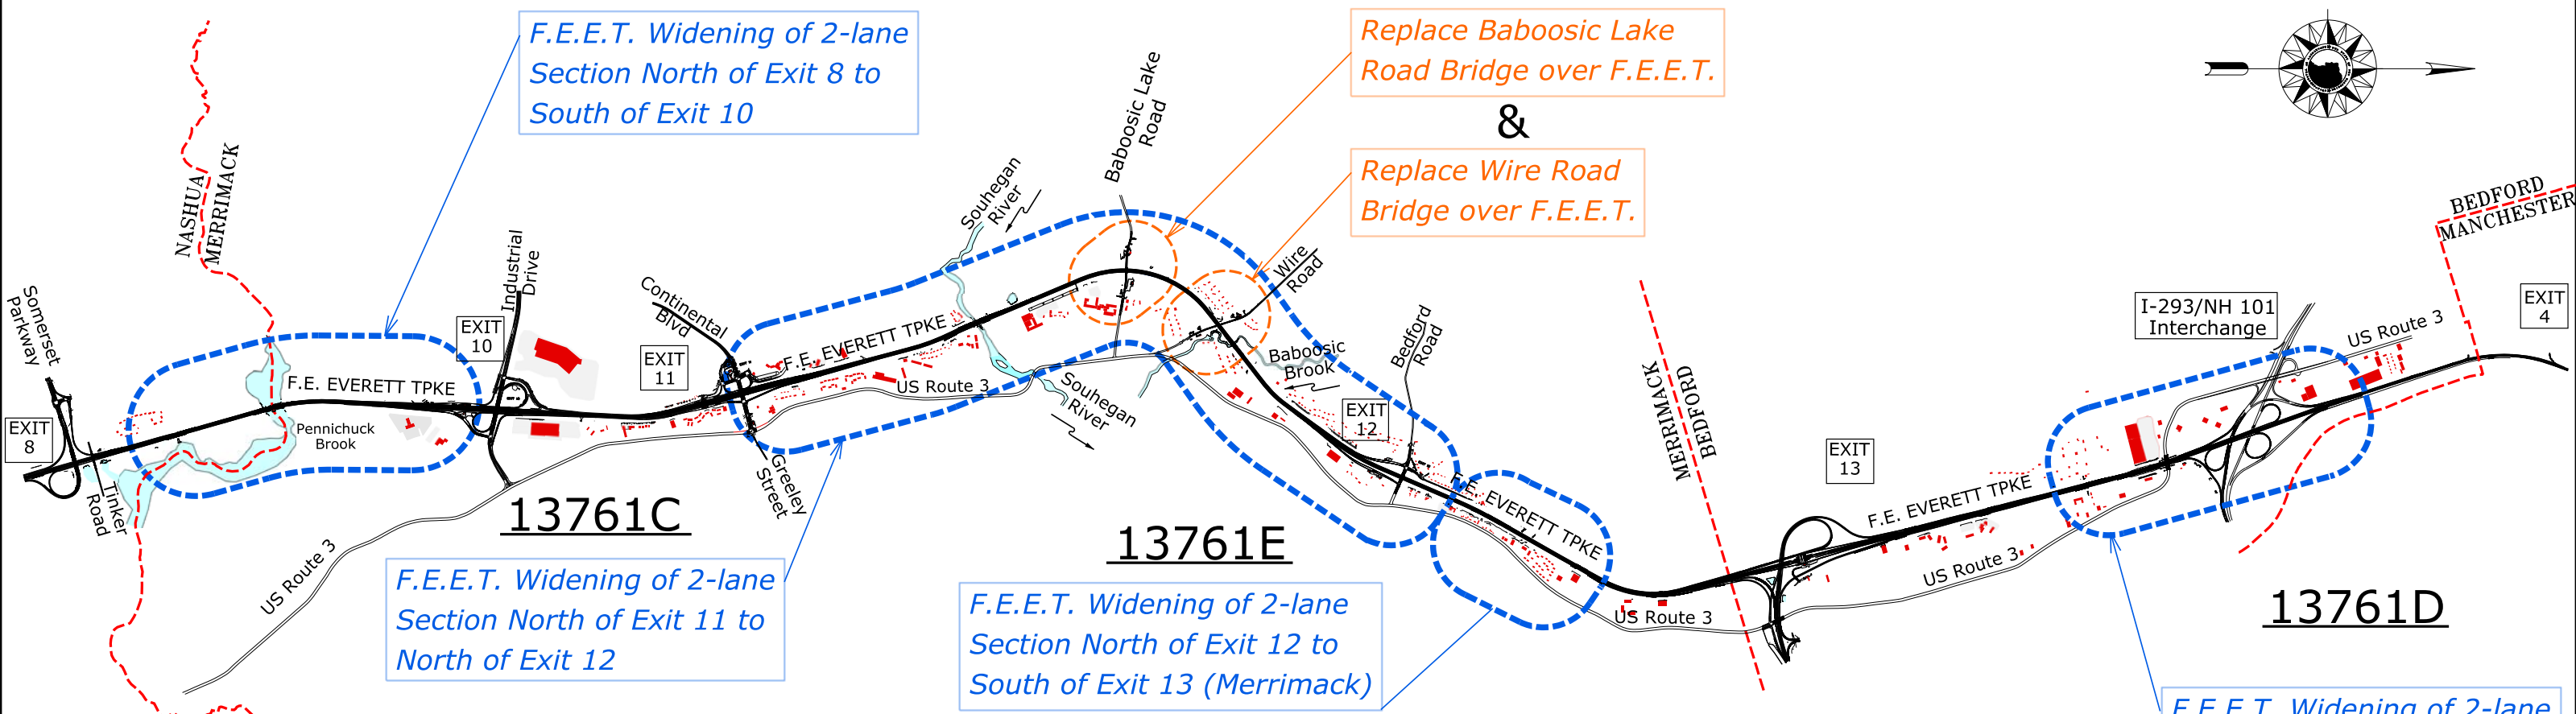 F.E.E.T. Widening of 2-lane
Section North of Exit 8 to
South of Exit 10
Replace Baboosic Lake
Road Bridge over F.E.E.T.
&
Replace Wire Road
Bridge over F.E.E.T.
NASHUA
MERRIMACK
Somerset
Parkway
EXIT
8
Tinker
Road
F.E. EVERETT TPKE
Pennichuck
Brook
EXIT
10
Industrial
Drive
US Route 3
13761C
Continental
Blvd
EXIT
11
Greeley
Street
F.E. EVERETT TPKE
US Route 3
Souhegan
River
Souhegan
River
Baboosic Lake
Road
Wire
Road
Baboosic
Brook
Bedford
Road
EXIT
12
13761E
F.E. EVERETT TPKE
US Route 3
MERRIMACK
BEDFORD
EXIT
13
F.E. EVERETT TPKE
US Route 3
I-293/NH 101
Interchange
US Route 3
BEDFORD
MANCHESTER
EXIT
4
13761D
F.E.E.T. Widening of 2-lane
Section North of Exit 11 to
North of Exit 12
F.E.E.T. Widening of 2-lane
Section North of Exit 12 to
South of Exit 13 (Merrimack)
F.E.E.T. Widening of 2-lane